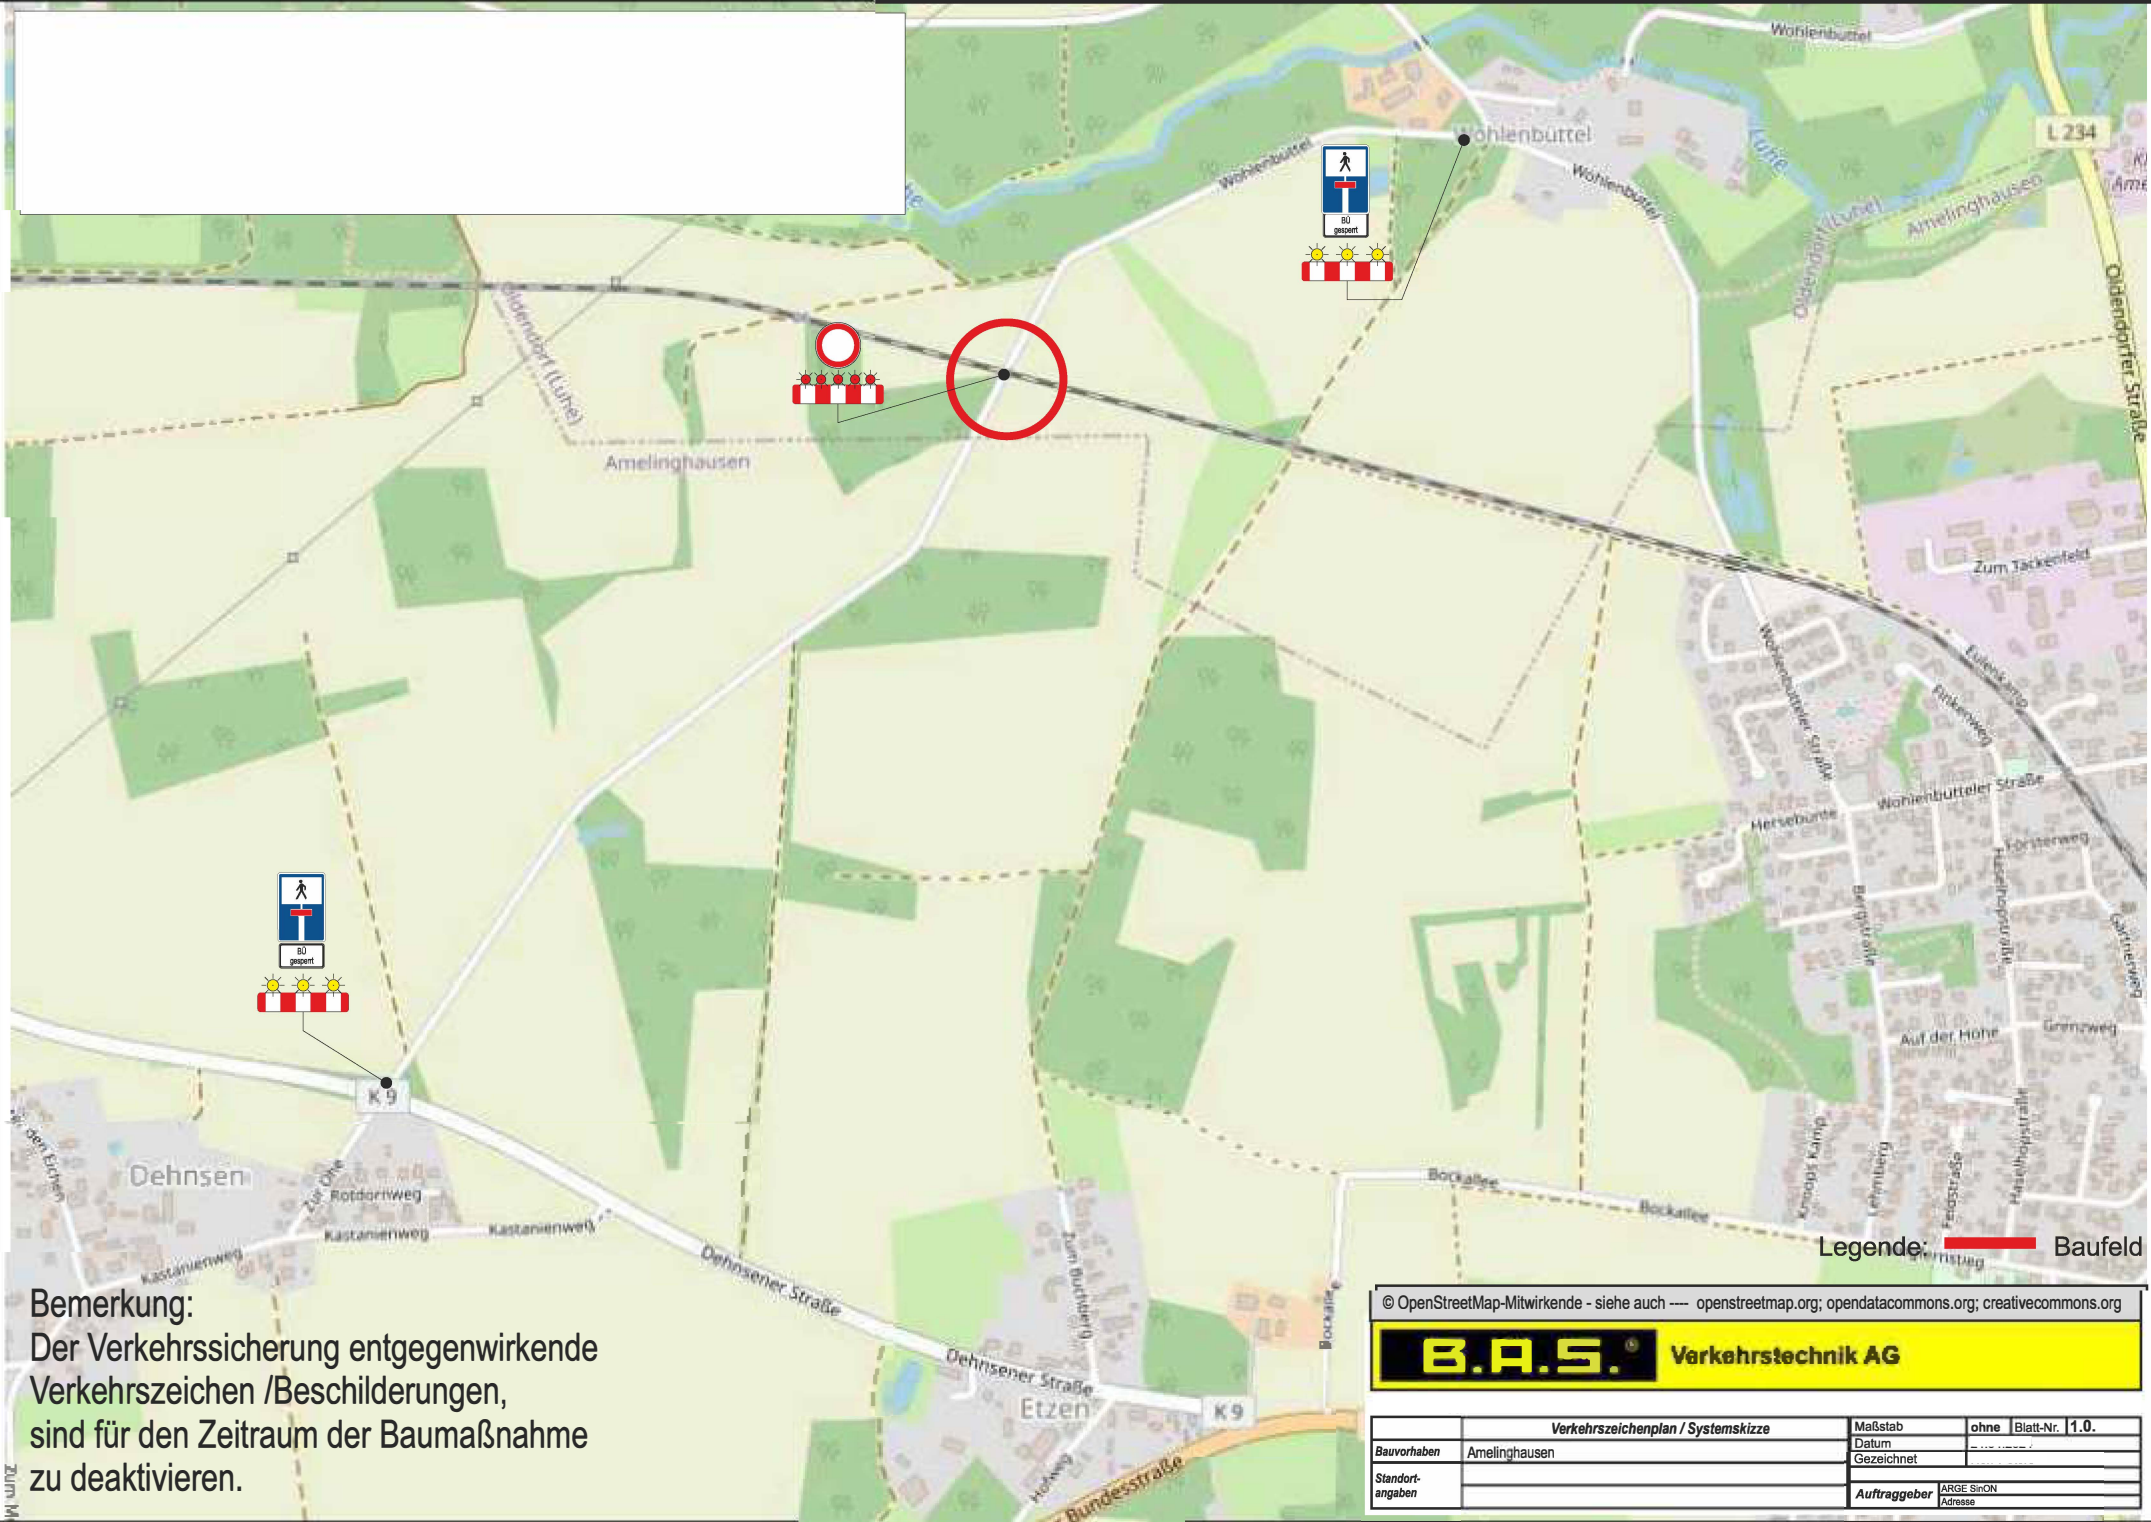 Wohlenbüttel
L 234
Wohlenbüttel
Wohlenbüttel
Wohlenbüttel
Luhe
Oldendorf (Luhe)
Amelinghausen
Oldendorfer Straße
BÜ
gesperrt
Oldendorf (Luhe)
Amelinghausen
Zum Tackenfeld
Eulenkamp
Finkenweg
Wohlenbütteler Straße
Wohlenbütteler Straße
Hersebünte
Försterweg
Haselhopstraße
Bergstraße
Gärtnerweg
Auf der Höhe
Grenzweg
BÜ
gesperrt
K 9
Dehnsen
Zur Ohe
Rotdornweg
Kastanienweg
Kastanienweg
Kastanienweg
Dehnsener Straße
Dehnsener Straße
Zum Buchberg
Etzen
K 9
Hofweg
Bundesstraße
Bockallee
Bockallee
Knoops Kamp
Lehmberg
Feldstraße
Haselhopstraße
Legende:
Baufeld
Bemerkung:
Der Verkehrssicherung entgegenwirkende
Verkehrszeichen /Beschilderungen,
sind für den Zeitraum der Baumaßnahme
zu deaktivieren.
© OpenStreetMap-Mitwirkende - siehe auch ---- openstreetmap.org; opendatacommons.org; creativecommons.org
B.A.S. Verkehrstechnik AG
Verkehrszeichenplan / Systemskizze
Maßstab ohne Blatt-Nr. 1.0.
Bauvorhaben Amelinghausen
Datum
Gezeichnet
Standort-
angaben
Auftraggeber ARGE SinON
Adresse